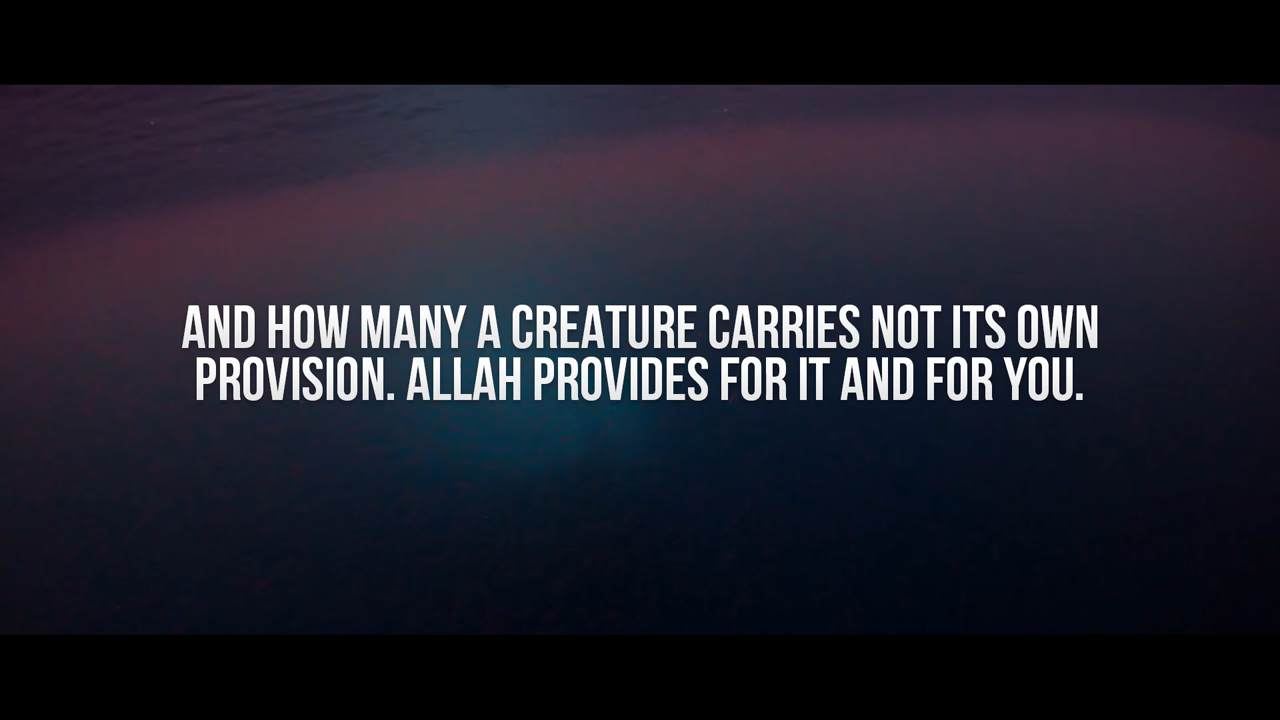 AND HOW MANY A CREATURE CARRIES NOT ITS OWN
PROVISION. ALLAH PROVIDES FOR IT AND FOR YOU.